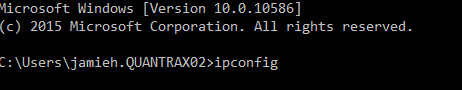 Microsoft Windows [Version 10.0.10586]
(c) 2015 Microsoft Corporation. All rights reserved.
C:\Users\jamieh.QUANTRAX02>ipconfig